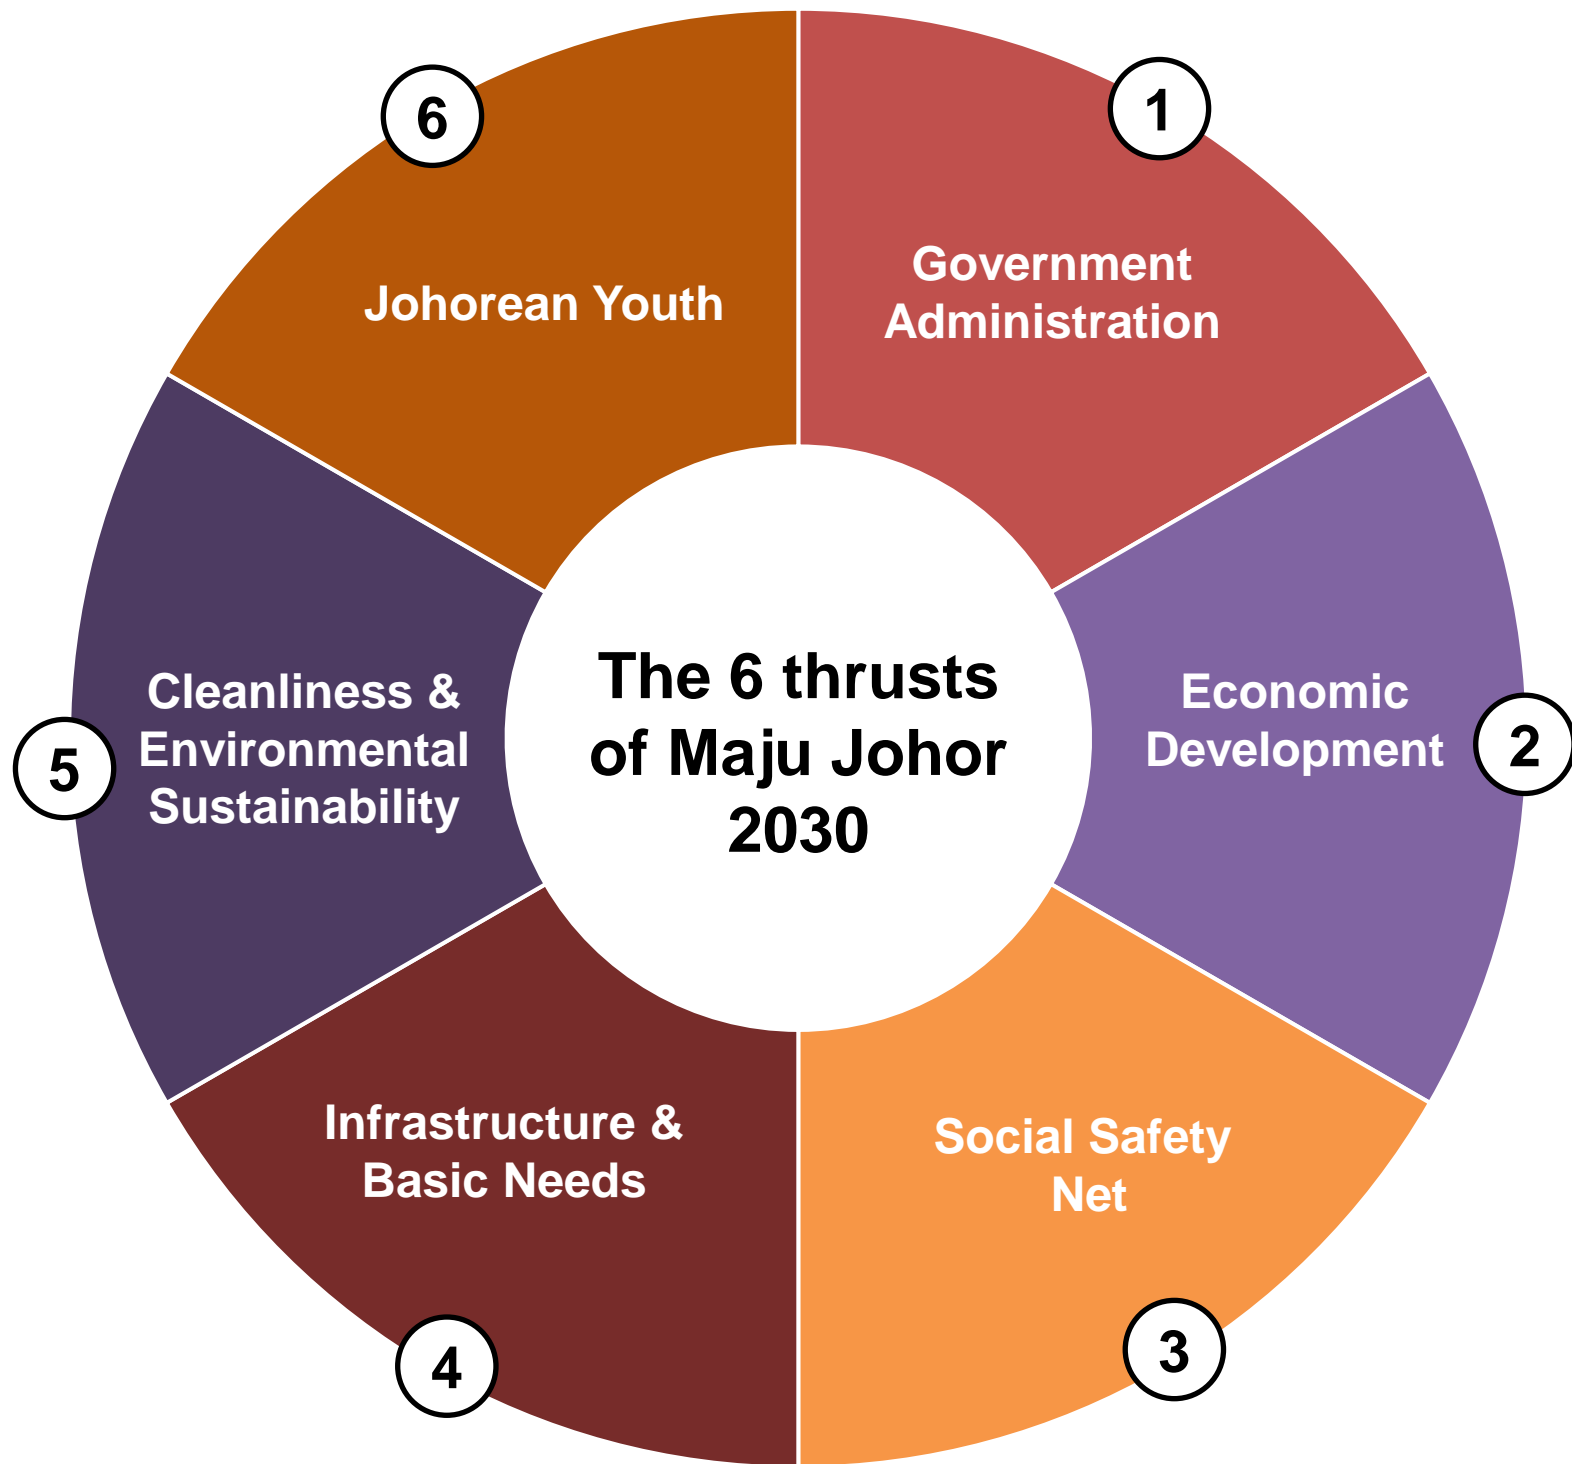 The 6 thrusts
of Maju Johor
2030
1
Government
Administration
2
Economic
Development
3
Social Safety
Net
4
Infrastructure &
Basic Needs
5
Cleanliness &
Environmental
Sustainability
6
Johorean Youth